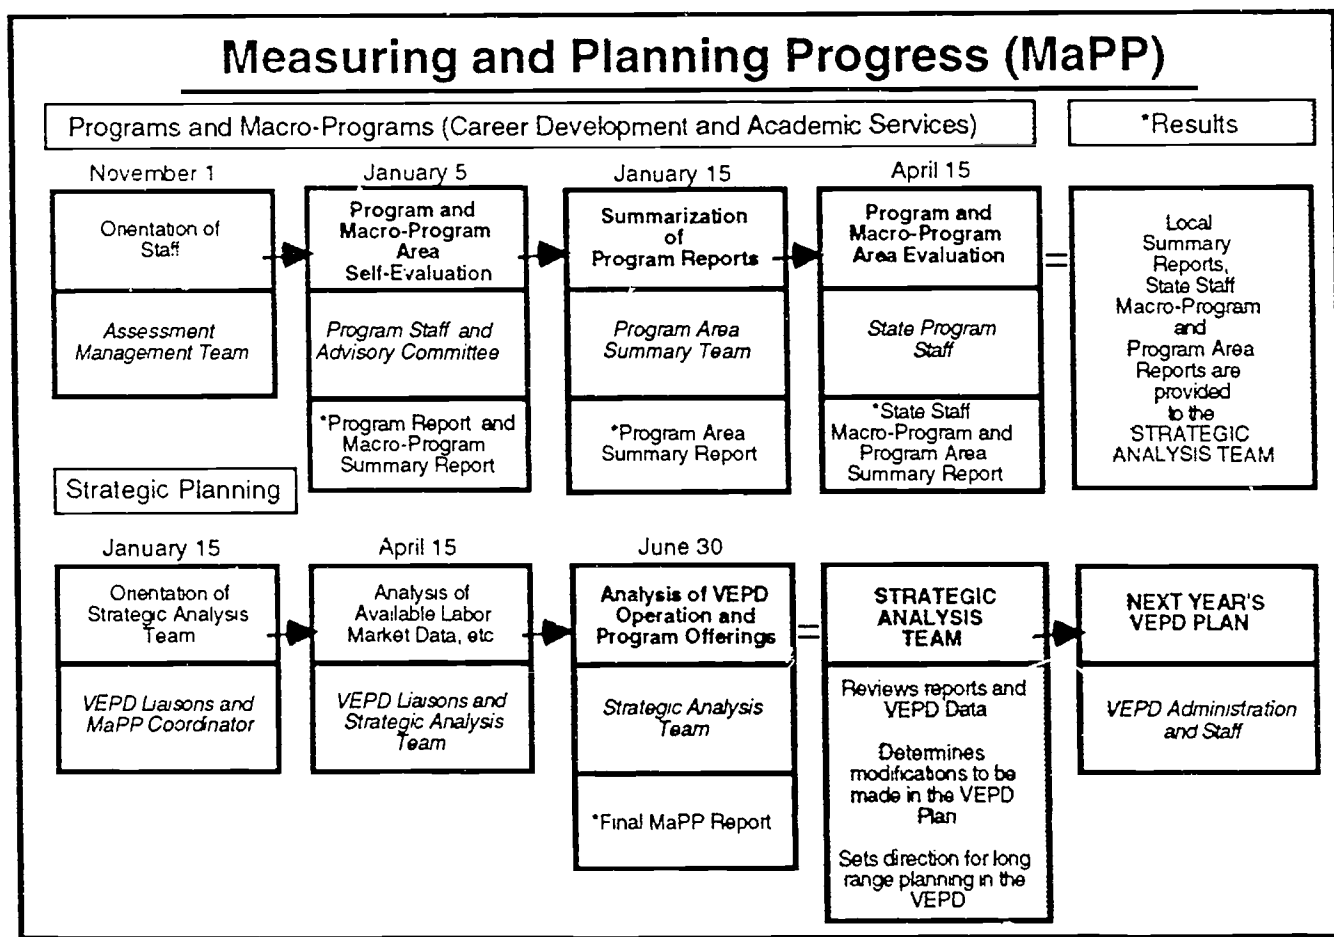 Measuring and Planning Progress (MaPP)
Programs and Macro-Programs (Career Development and Academic Services)
*Results
November 1
Orientation of
Staff
Assessment
Management Team
January 5
Program and
Macro-Program
Area
Self-Evaluation
Program Staff and
Advisory Committee
*Program Report and
Macro-Program
Summary Report
January 15
Summarization
of
Program Reports
Program Area
Summary Team
*Program Area
Summary Report
April 15
Program and
Macro-Program
Area Evaluation
State Program
Staff
*State Staff
Macro-Program and
Program Area
Summary Report
=
Local
Summary
Reports,
State Staff
Macro-Program
and
Program Area
Reports are
provided
to the
STRATEGIC
ANALYSIS TEAM
Strategic Planning
January 15
Orientation of
Strategic Analysis
Team
VEPD Liaisons and
MaPP Coordinator
April 15
Analysis of
Available Labor
Market Data, etc
VEPD Liaisons and
Strategic Analysis
Team
June 30
Analysis of VEPD
Operation and
Program Offerings
Strategic Analysis
Team
*Final MaPP Report
=
STRATEGIC
ANALYSIS
TEAM
Reviews reports and
VEPD Data
Determines
modifications to be
made in the VEPD
Plan
Sets direction for long
range planning in the
VEPD
NEXT YEAR'S
VEPD PLAN
VEPD Administration
and Staff